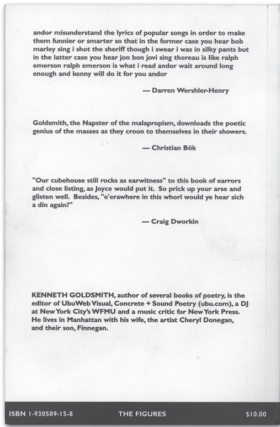 andor misunderstand the lyrics of popular songs in order to make
them funnier or smarter so that in the former case you hear bob
marley sing i shot the sheriff though i swear i was in silky pants but
in the latter case you hear jon bon jovi sing thoreau is like ralph
emerson ralph emerson is what i read andor wait around long
enough and kenny will do it for you andor
— Darren Wershler-Henry
Goldsmith, the Napster of the malapropism, downloads the poetic
genius of the masses as they croon to themselves in their showers.
— Christian Bök
"Our cubehouse still rocks as earwitness" to this book of earrors
and close listing, as Joyce would put it. So prick up your arse and
glisten well. Besides, "e'erawhere in this whorl would ye hear sich
a din again?"
— Craig Dworkin
KENNETH GOLDSMITH, author of several books of poetry, is the
editor of UbuWeb Visual, Concrete + Sound Poetry (ubu.com), a DJ
at New York City's WFMU and a music critic for New York Press.
He lives in Manhattan with his wife, the artist Cheryl Donegan,
and their son, Finnegan.
ISBN 1-930589-15-8 THE FIGURES $10.00